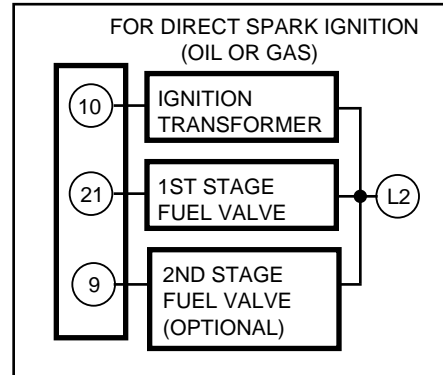 FOR DIRECT SPARK IGNITION
(OIL OR GAS)
10
IGNITION
TRANSFORMER
21
1ST STAGE
FUEL VALVE
L2
9
2ND STAGE
FUEL VALVE
(OPTIONAL)